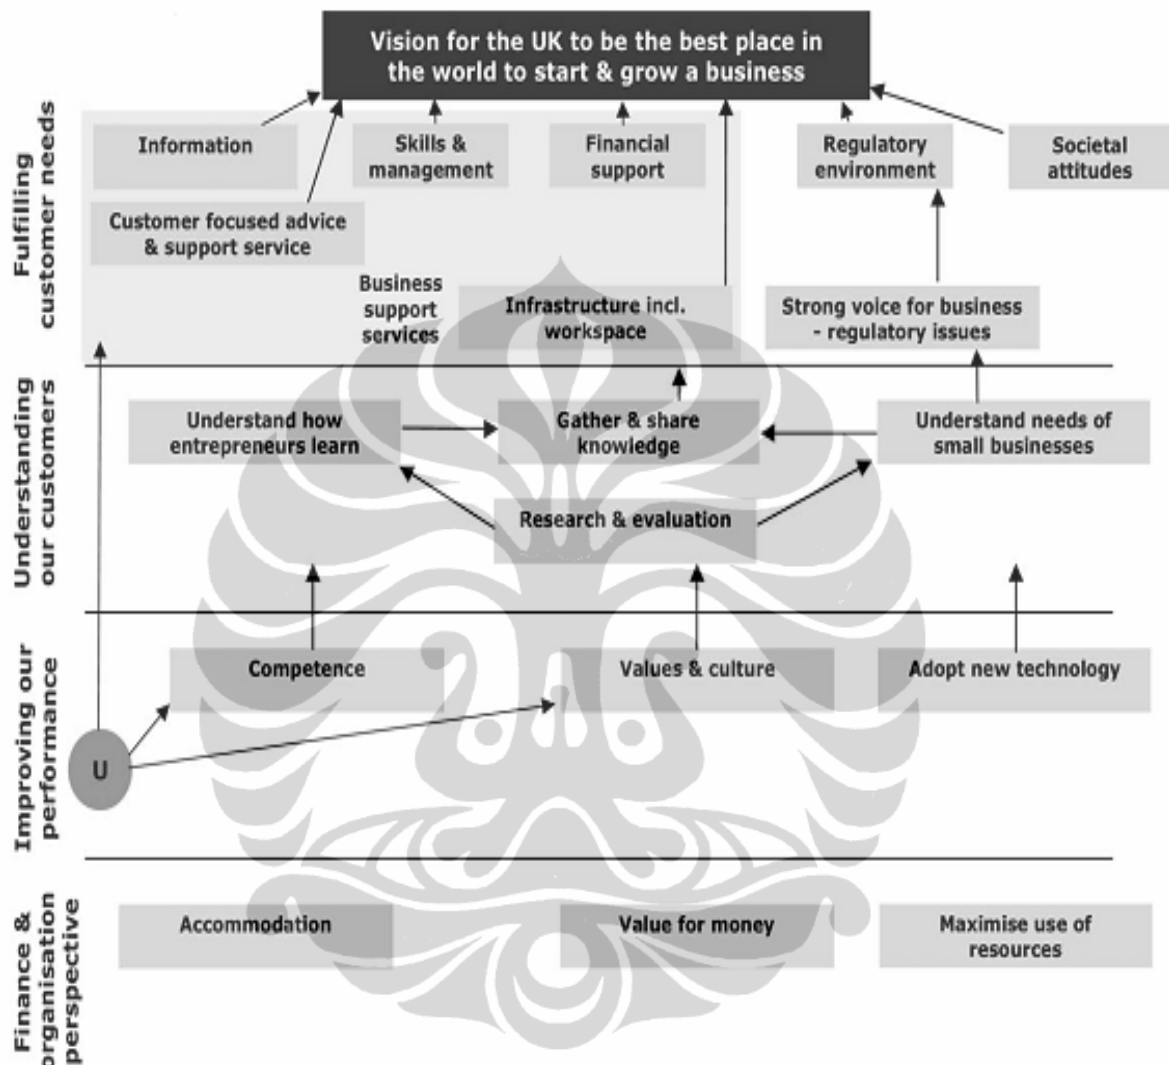 Vision for the UK to be the best place in
the world to start & grow a business
Fulfilling
customer needs
Information
Skills &
management
Financial
support
Regulatory
environment
Societal
attitudes
Customer focused advice
& support service
Business
support
services
Infrastructure incl.
workspace
Strong voice for business
- regulatory issues
Understanding
our customers
Understand how
entrepreneurs learn
Gather & share
knowledge
Understand needs of
small businesses
Research & evaluation
Improving our
performance
Competence
Values & culture
Adopt new technology
U
Finance &
organisation
perspective
Accommodation
Value for money
Maximise use of
resources